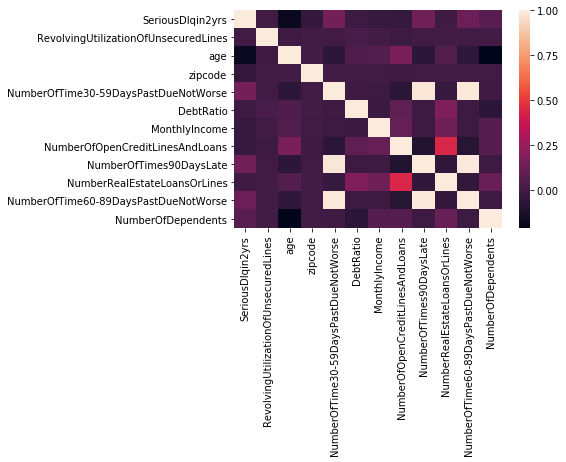 SeriousDlqin2yrs
RevolvingUtilizationOfUnsecuredLines
age
zipcode
NumberOfTime30-59DaysPastDueNotWorse
DebtRatio
MonthlyIncome
NumberOfOpenCreditLinesAndLoans
NumberOfTimes90DaysLate
NumberRealEstateLoansOrLines
NumberOfTime60-89DaysPastDueNotWorse
NumberOfDependents
1.00
0.75
0.50
0.25
0.00
SeriousDlqin2yrs
RevolvingUtilizationOfUnsecuredLines
age
zipcode
NumberOfTime30-59DaysPastDueNotWorse
DebtRatio
MonthlyIncome
NumberOfOpenCreditLinesAndLoans
NumberOfTimes90DaysLate
NumberRealEstateLoansOrLines
NumberOfTime60-89DaysPastDueNotWorse
NumberOfDependents